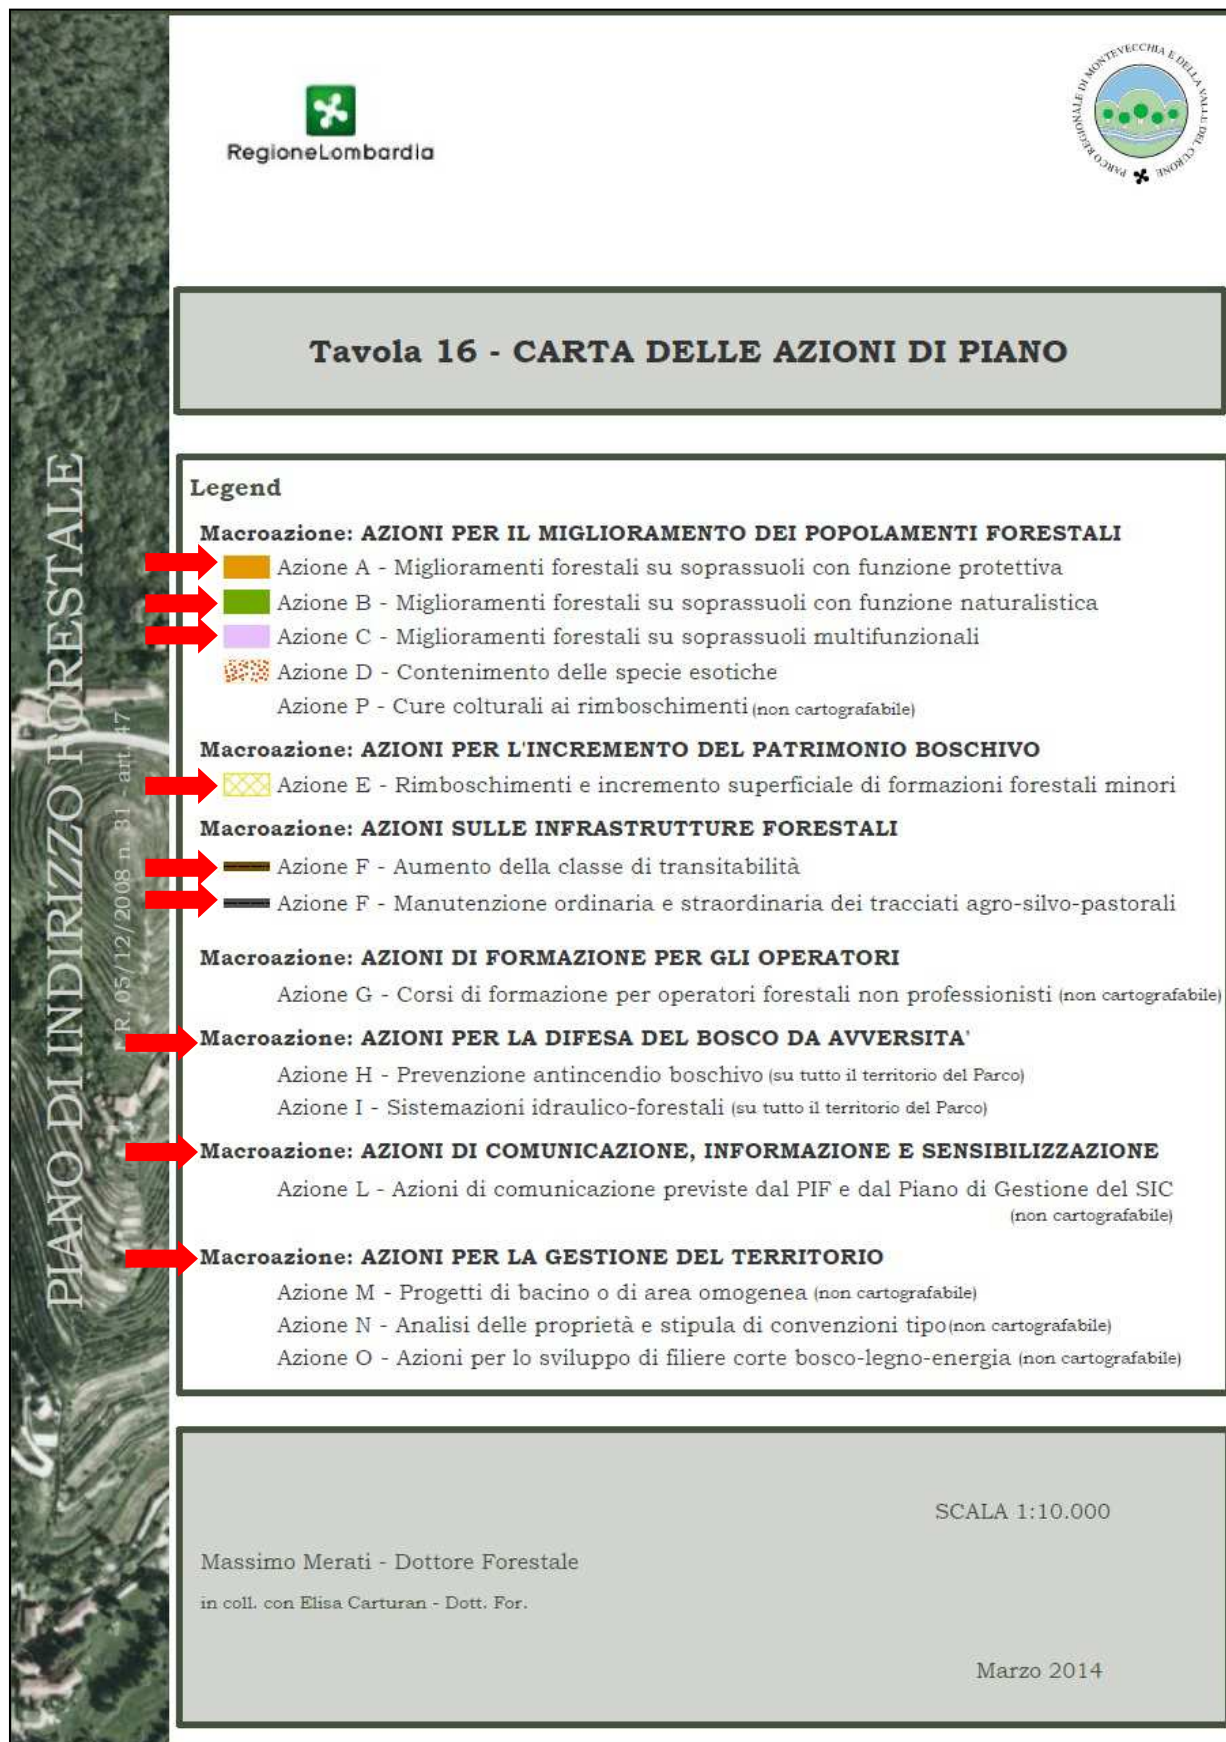 RegioneLombardia
PARCO REGIONALE DI MONTEVECCHIA E DELLA VALLE DEL CURONE
Tavola 16 - CARTA DELLE AZIONI DI PIANO
PIANO DI INDIRIZZO FORESTALE
R. 05/12/2008 n. 31 - art. 47
Legend
Macroazione: AZIONI PER IL MIGLIORAMENTO DEI POPOLAMENTI FORESTALI
Azione A - Miglioramenti forestali su soprassuoli con funzione protettiva
Azione B - Miglioramenti forestali su soprassuoli con funzione naturalistica
Azione C - Miglioramenti forestali su soprassuoli multifunzionali
Azione D - Contenimento delle specie esotiche
Azione P - Cure colturali ai rimboschimenti (non cartografabile)
Macroazione: AZIONI PER L'INCREMENTO DEL PATRIMONIO BOSCHIVO
Azione E - Rimboschimenti e incremento superficiale di formazioni forestali minori
Macroazione: AZIONI SULLE INFRASTRUTTURE FORESTALI
Azione F - Aumento della classe di transitabilità
Azione F - Manutenzione ordinaria e straordinaria dei tracciati agro-silvo-pastorali
Macroazione: AZIONI DI FORMAZIONE PER GLI OPERATORI
Azione G - Corsi di formazione per operatori forestali non professionisti (non cartografabile)
Macroazione: AZIONI PER LA DIFESA DEL BOSCO DA AVVERSITA'
Azione H - Prevenzione antincendio boschivo (su tutto il territorio del Parco)
Azione I - Sistemazioni idraulico-forestali (su tutto il territorio del Parco)
Macroazione: AZIONI DI COMUNICAZIONE, INFORMAZIONE E SENSIBILIZZAZIONE
Azione L - Azioni di comunicazione previste dal PIF e dal Piano di Gestione del SIC
(non cartografabile)
Macroazione: AZIONI PER LA GESTIONE DEL TERRITORIO
Azione M - Progetti di bacino o di area omogenea (non cartografabile)
Azione N - Analisi delle proprietà e stipula di convenzioni tipo (non cartografabile)
Azione O - Azioni per lo sviluppo di filiere corte bosco-legno-energia (non cartografabile)
SCALA 1:10.000
Massimo Merati - Dottore Forestale
in coll. con Elisa Carturan - Dott. For.
Marzo 2014